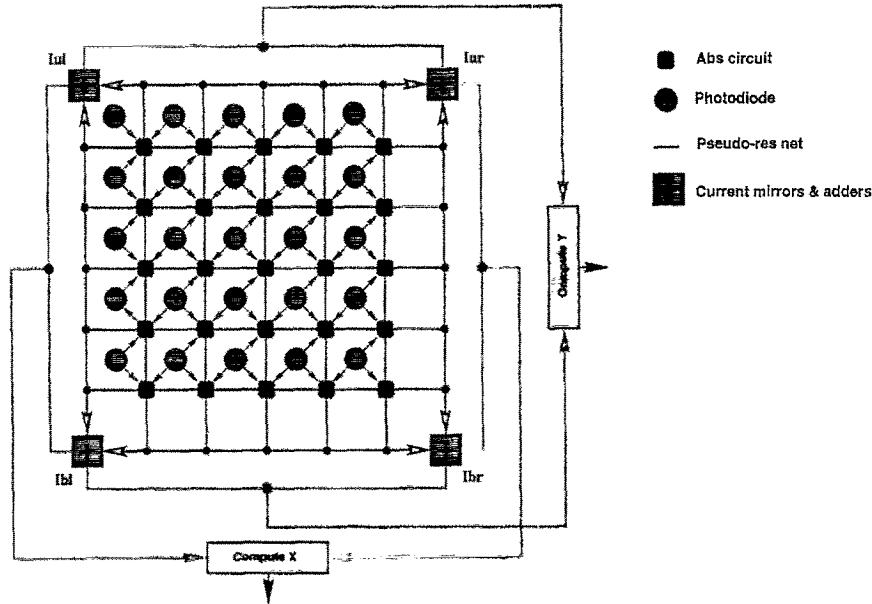 Iul
Iur
Abs circuit
Photodiode
Pseudo-res net
Current mirrors & adders
Compute Y
Ibl
Ibr
Compute X